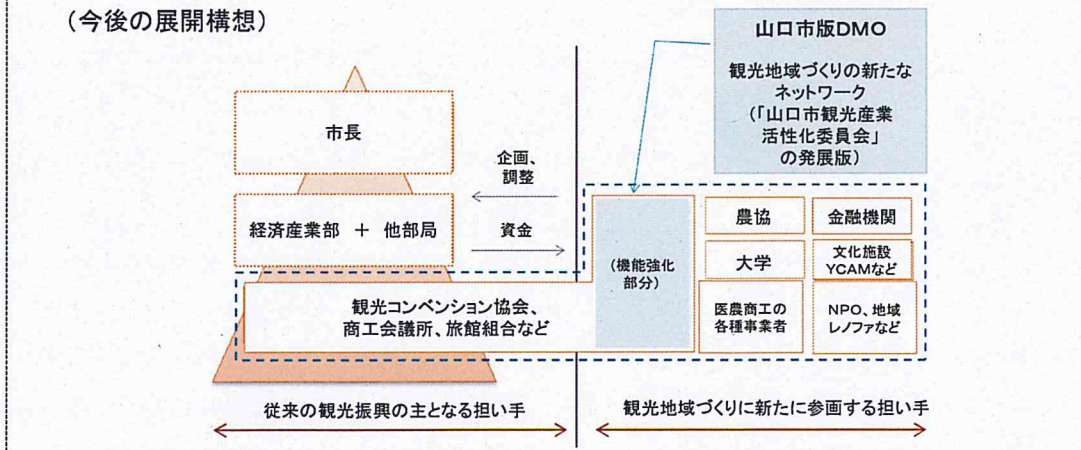 （今後の展開構想）
山口市版DMO
観光地域づくりの新たな
ネットワーク
（「山口市観光産業
活性化委員会」
の発展版）
市長
企画、
調整
経済産業部　＋　他部局
資金
（機能強化
部分）
農協
金融機関
大学
文化施設
YCAMなど
観光コンベンション協会、
商工会議所、旅館組合など
医農商工の
各種事業者
NPO、地域
レノファなど
従来の観光振興の主となる担い手
観光地域づくりに新たに参画する担い手